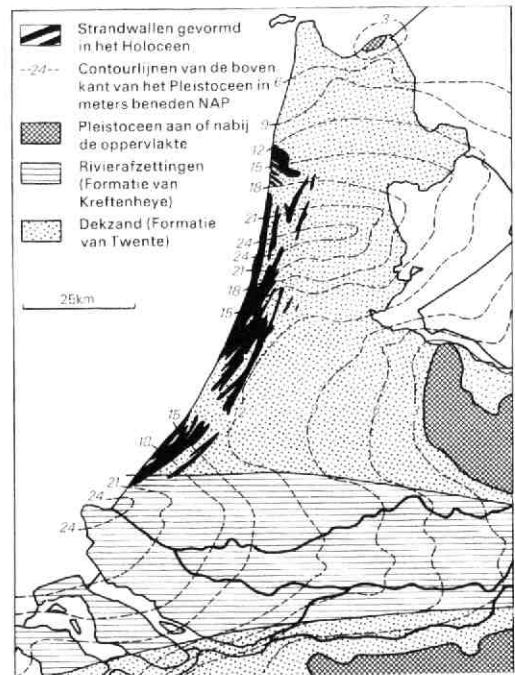 Strandwallen gevormd
in het Holoceen
--24-- Contourlijnen van de boven
kant van het Pleistoceen in
meters beneden NAP
Pleistoceen aan of nabij
de oppervlakte
Rivierafzettingen
(Formatie van
Kreftenheye)
Dekzand (Formatie
van Twente)
25km
3
6
9
12
15
18
21
24
24
21
18
15
15
21
24
24